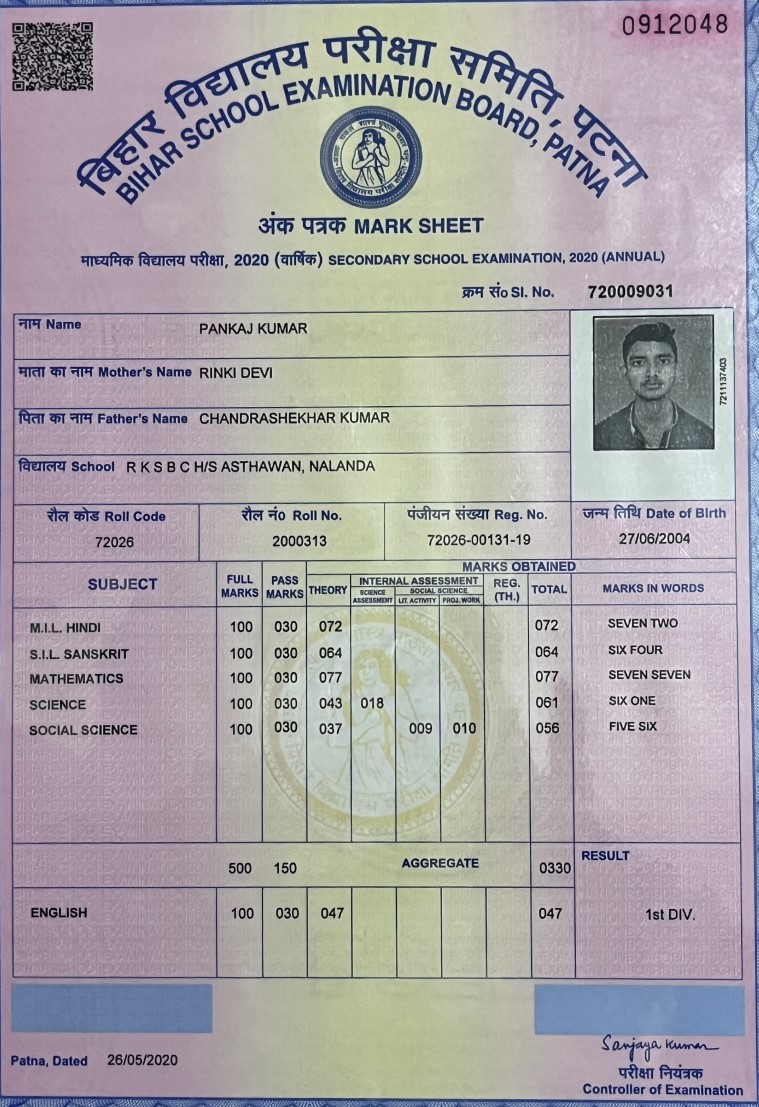 0912048
बिहार विद्यालय परीक्षा समिति, पटना
BIHAR SCHOOL EXAMINATION BOARD, PATNA
अंक पत्रक MARK SHEET
माध्यमिक विद्यालय परीक्षा, 2020 (वार्षिक) SECONDARY SCHOOL EXAMINATION, 2020 (ANNUAL)
क्रम सं० Sl. No. 720009031
नाम Name PANKAJ KUMAR
माता का नाम Mother's Name RINKI DEVI
पिता का नाम Father's Name CHANDRASHEKHAR KUMAR
विद्यालय School R K S B C H/S ASTHAWAN, NALANDA
7211137403
रौल कोड Roll Code रौल नं० Roll No. पंजीयन संख्या Reg. No. जन्म तिथि Date of Birth
72026 2000313 72026-00131-19 27/06/2004
MARKS OBTAINED
SUBJECT FULL MARKS PASS MARKS THEORY INTERNAL ASSESSMENT REG. (TH.) TOTAL MARKS IN WORDS
SCIENCE ASSESSMENT SOCIAL SCIENCE
LIT. ACTIVITY PROJ. WORK
M.I.L. HINDI 100 030 072 072 SEVEN TWO
S.I.L. SANSKRIT 100 030 064 064 SIX FOUR
MATHEMATICS 100 030 077 077 SEVEN SEVEN
SCIENCE 100 030 043 018 061 SIX ONE
SOCIAL SCIENCE 100 030 037 009 010 056 FIVE SIX
500 150 AGGREGATE 0330 RESULT
ENGLISH 100 030 047 047 1st DIV.
Patna, Dated 26/05/2020
Sanjaya Kumar
परीक्षा नियंत्रक
Controller of Examination